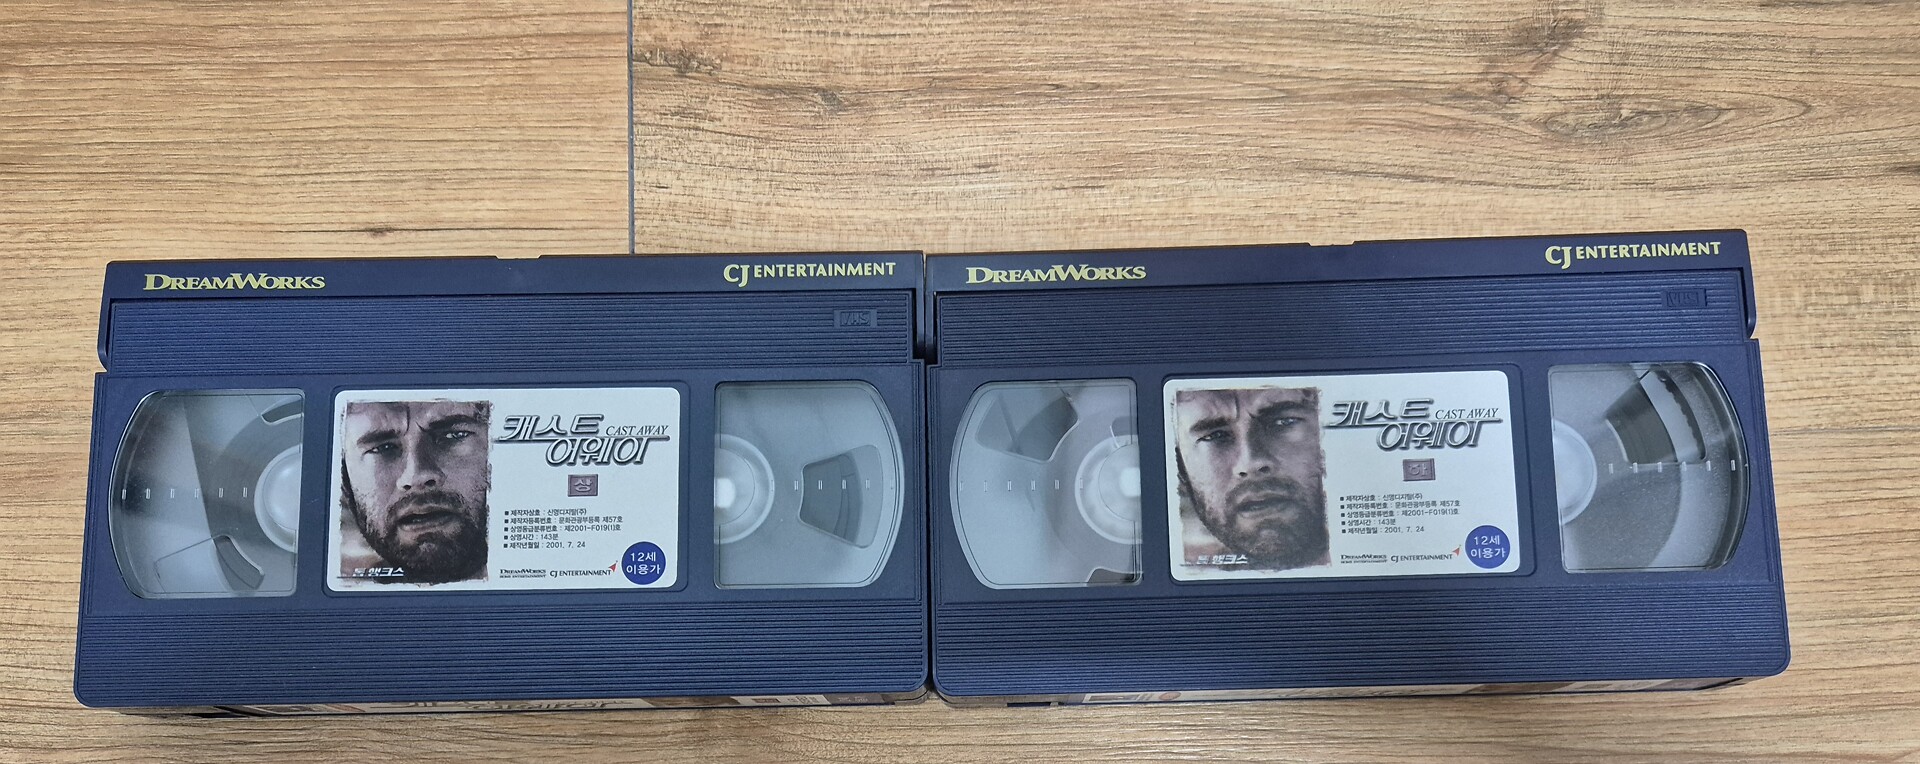 DREAMWORKS
CJ ENTERTAINMENT
VHS
캐스트
CAST AWAY
어웨이
상
■ 제작자상호 : 신영디지탈(주)
■ 제작자등록번호 : 문화관광부등록 제57호
■ 상영등급분류번호 : 제2001-F019(1)호
■ 상영시간 : 143분
■ 제작년월일 : 2001. 7. 24
톰 행크스
DREAMWORKS
HOME ENTERTAINMENT
CJ ENTERTAINMENT
12세
이용가
DREAMWORKS
CJ ENTERTAINMENT
VHS
캐스트
CAST AWAY
어웨이
하
■ 제작자상호 : 신영디지탈(주)
■ 제작자등록번호 : 문화관광부등록 제57호
■ 상영등급분류번호 : 제2001-F019(1)호
■ 상영시간 : 143분
■ 제작년월일 : 2001. 7. 24
톰 행크스
DREAMWORKS
HOME ENTERTAINMENT
CJ ENTERTAINMENT
12세
이용가